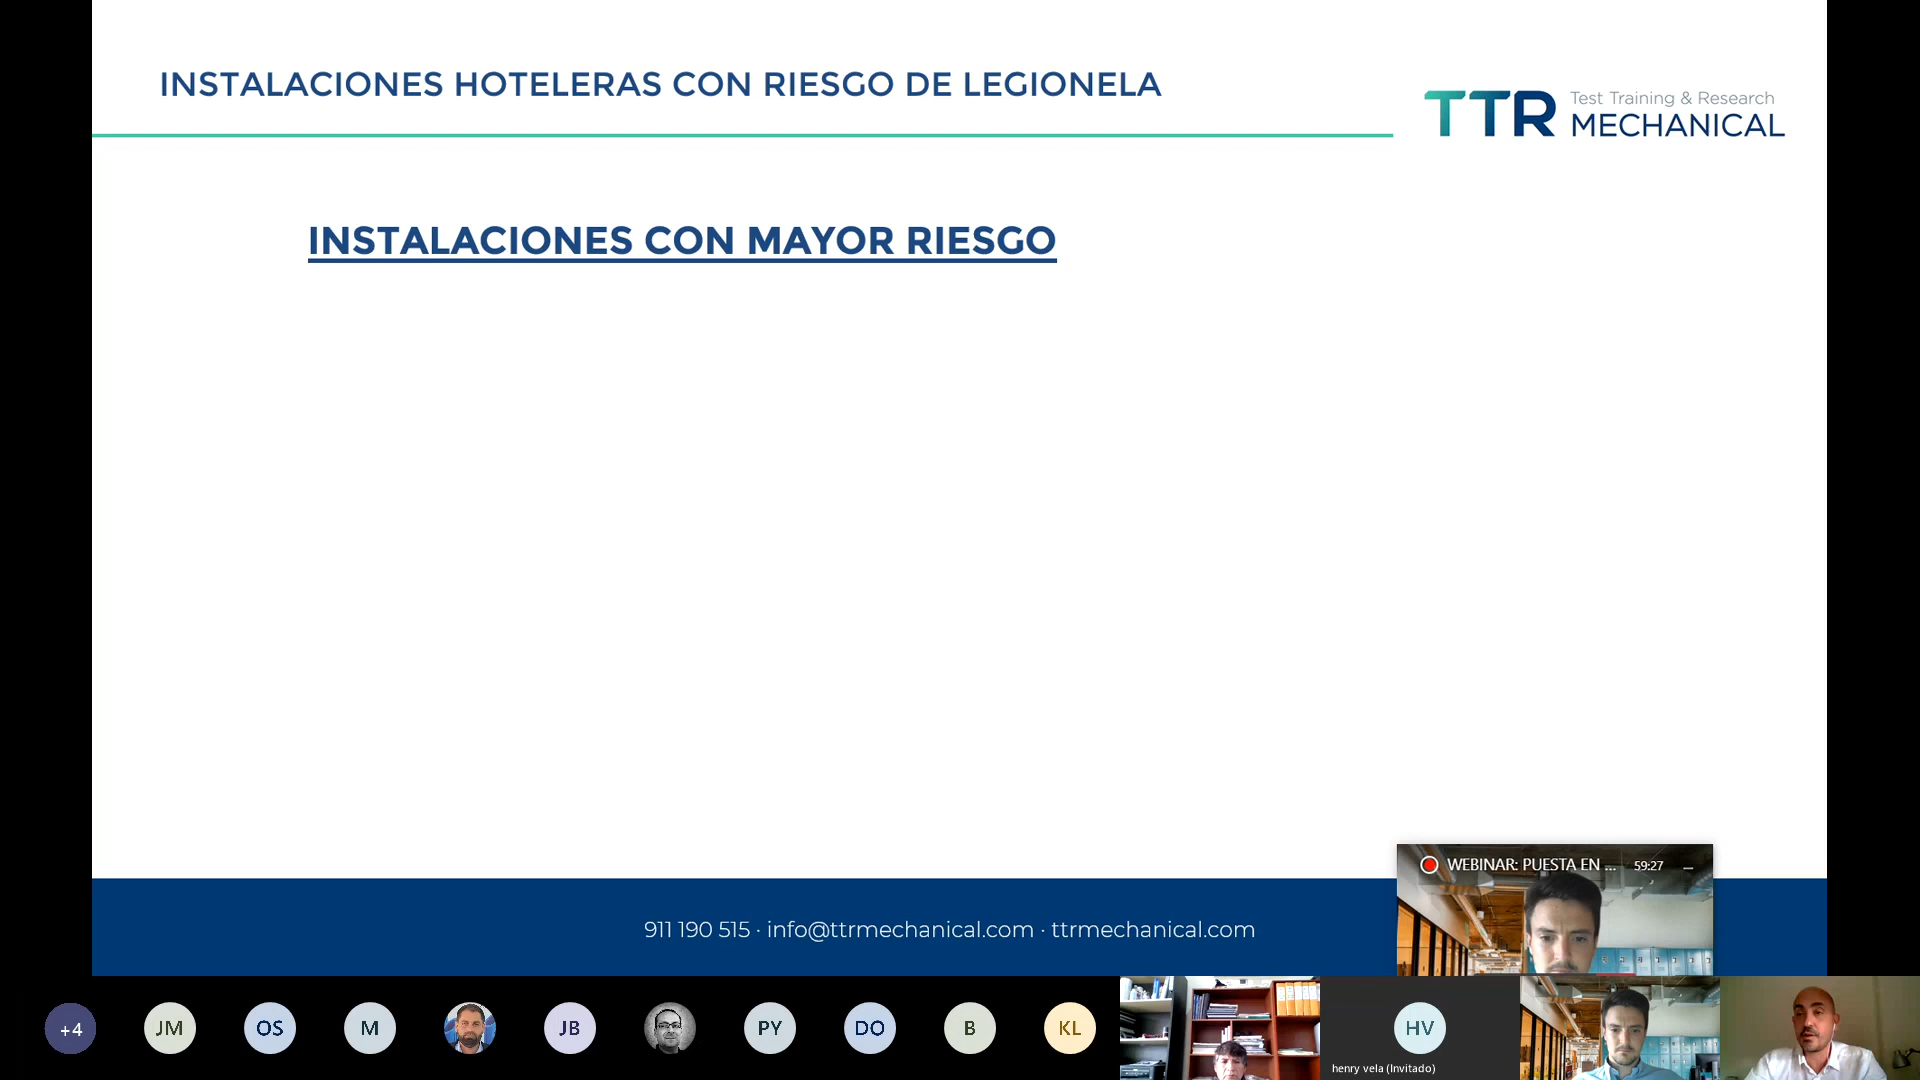 INSTALACIONES HOTELERAS CON RIESGO DE LEGIONELA
TTR Test Training & Research
MECHANICAL
INSTALACIONES CON MAYOR RIESGO
WEBINAR: PUESTA EN ... 59:27
911 190 515 · info@ttrmechanical.com · ttrmechanical.com
+4 JM OS M JB PY DO B KL HV
henry vela (Invitado)